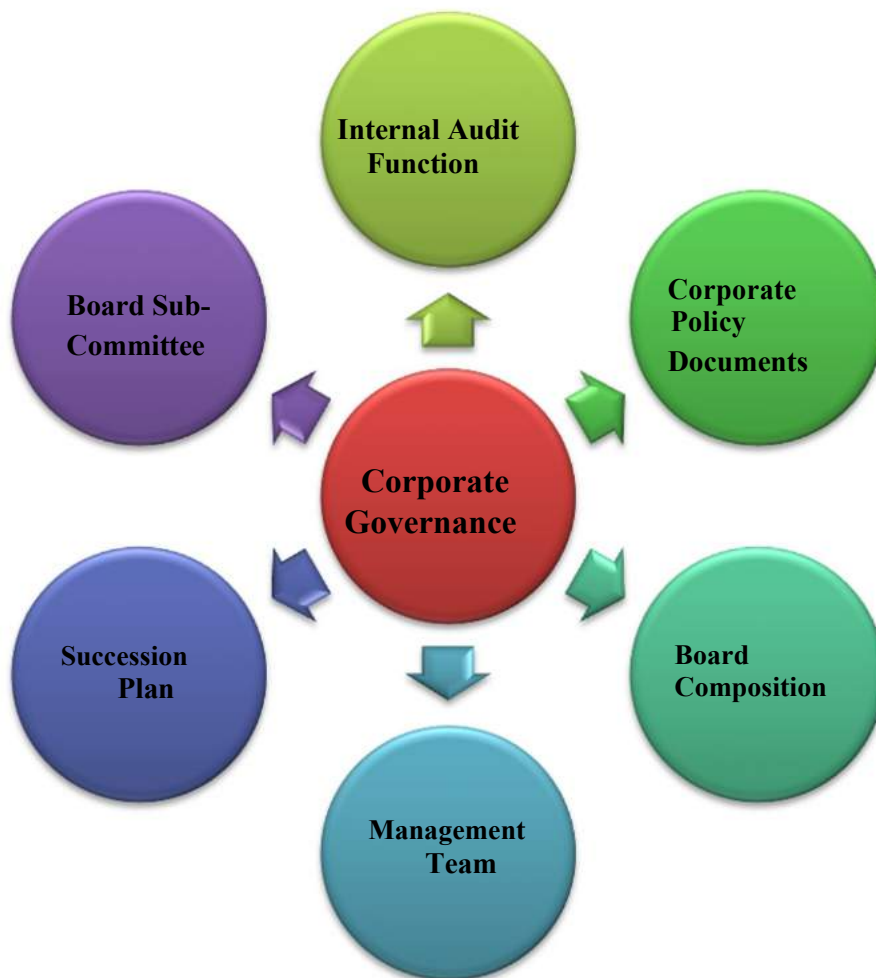 Internal Audit
Function
Board Sub-
Committee
Corporate
Policy
Documents
Corporate
Governance
Succession
Plan
Board
Composition
Management
Team